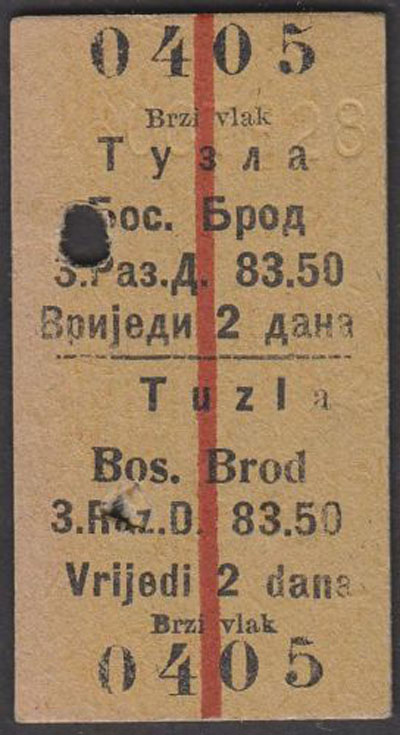 0405
Brzi vlak
28
Тузла
Бос. Брод
3.Раз.Д. 83.50
Вриједи 2 дана
Tuzla
Bos. Brod
3.Raz.D. 83.50
Vrijedi 2 dana
Brzi vlak
0405